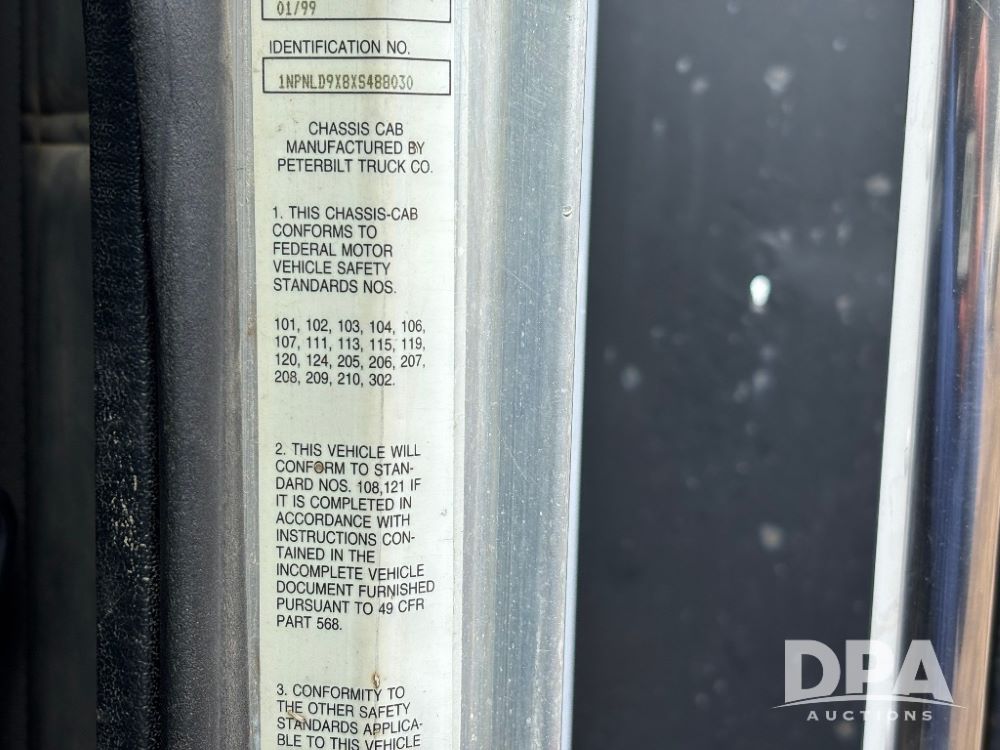 01/99
IDENTIFICATION NO.
1NPNLD9X8XS488030
CHASSIS CAB
MANUFACTURED BY
PETERBILT TRUCK CO.
1. THIS CHASSIS-CAB
CONFORMS TO
FEDERAL MOTOR
VEHICLE SAFETY
STANDARDS NOS.
101, 102, 103, 104, 106,
107, 111, 113, 115, 119,
120, 124, 205, 206, 207,
208, 209, 210, 302.
2. THIS VEHICLE WILL
CONFORM TO STAN-
DARD NOS. 108,121 IF
IT IS COMPLETED IN
ACCORDANCE WITH
INSTRUCTIONS CON-
TAINED IN THE
INCOMPLETE VEHICLE
DOCUMENT FURNISHED
PURSUANT TO 49 CFR
PART 568.
3. CONFORMITY TO
THE OTHER SAFETY
STANDARDS APPLICA-
BLE TO THIS VEHICLE
DPA
AUCTIONS